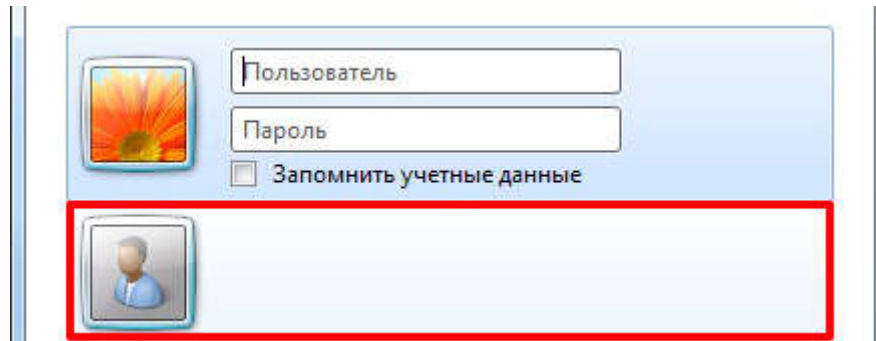 Пользователь
Пароль
Запомнить учетные данные